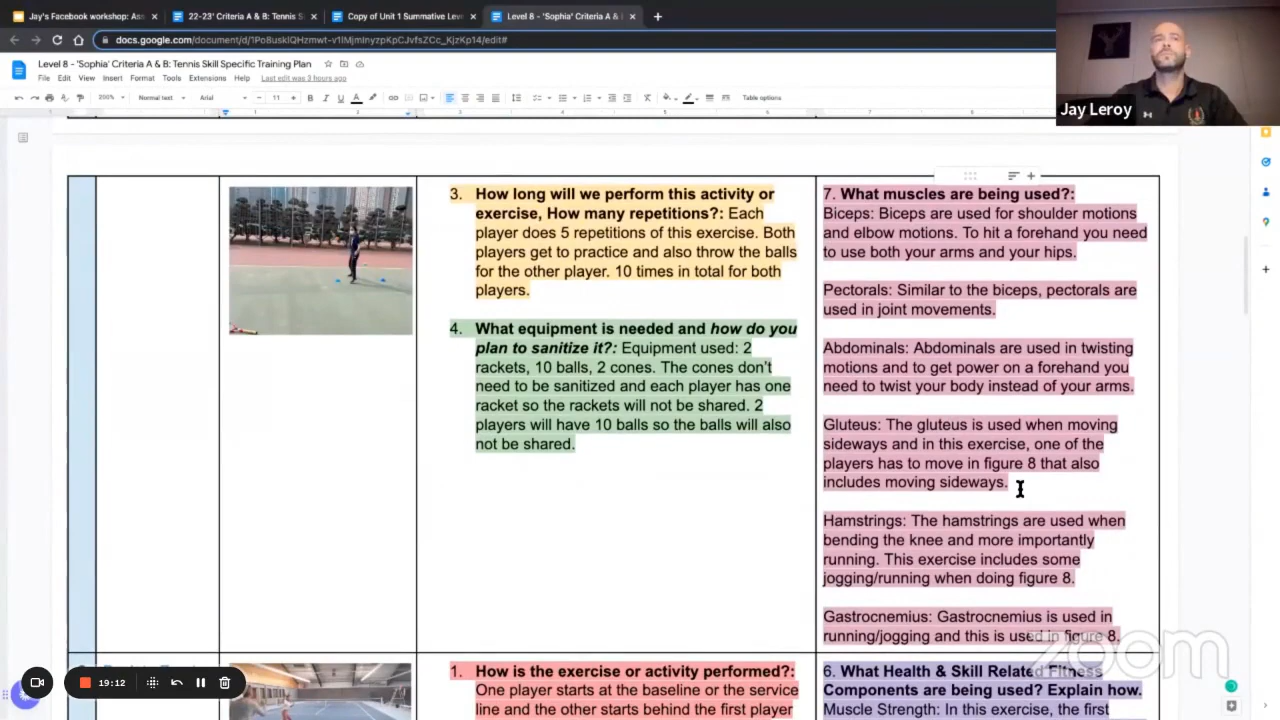 Jay's Facebook workshop: Ass
22-23' Criteria A & B: Tennis S
Copy of Unit 1 Summative Lev
Level 8 - 'Sophia' Criteria A & B
Jay Leroy
Level 8 - 'Sophia' Criteria A & B: Tennis Skill Specific Training Plan
File Edit View Insert Format Tools Extensions Help Last edit was 3 hours ago
200% Normal text Arial 11 Table options
3. How long will we perform this activity or
exercise, How many repetitions?: Each
player does 5 repetitions of this exercise. Both
players get to practice and also throw the balls
for the other player. 10 times in total for both
players.
4. What equipment is needed and how do you
plan to sanitize it?: Equipment used: 2
rackets, 10 balls, 2 cones. The cones don't
need to be sanitized and each player has one
racket so the rackets will not be shared. 2
players will have 10 balls so the balls will also
not be shared.
7. What muscles are being used?:
Biceps: Biceps are used for shoulder motions
and elbow motions. To hit a forehand you need
to use both your arms and your hips.
Pectorals: Similar to the biceps, pectorals are
used in joint movements.
Abdominals: Abdominals are used in twisting
motions and to get power on a forehand you
need to twist your body instead of your arms.
Gluteus: The gluteus is used when moving
sideways and in this exercise, one of the
players has to move in figure 8 that also
includes moving sideways.
Hamstrings: The hamstrings are used when
bending the knee and more importantly
running. This exercise includes some
jogging/running when doing figure 8.
Gastrocnemius: Gastrocnemius is used in
running/jogging and this is used in figure 8.
1. How is the exercise or activity performed?:
One player starts at the baseline or the service
line and the other starts behind the first player
6. What Health & Skill Related Fitness
Components are being used? Explain how.
Muscle Strength: In this exercise, the first
19:12
zoom